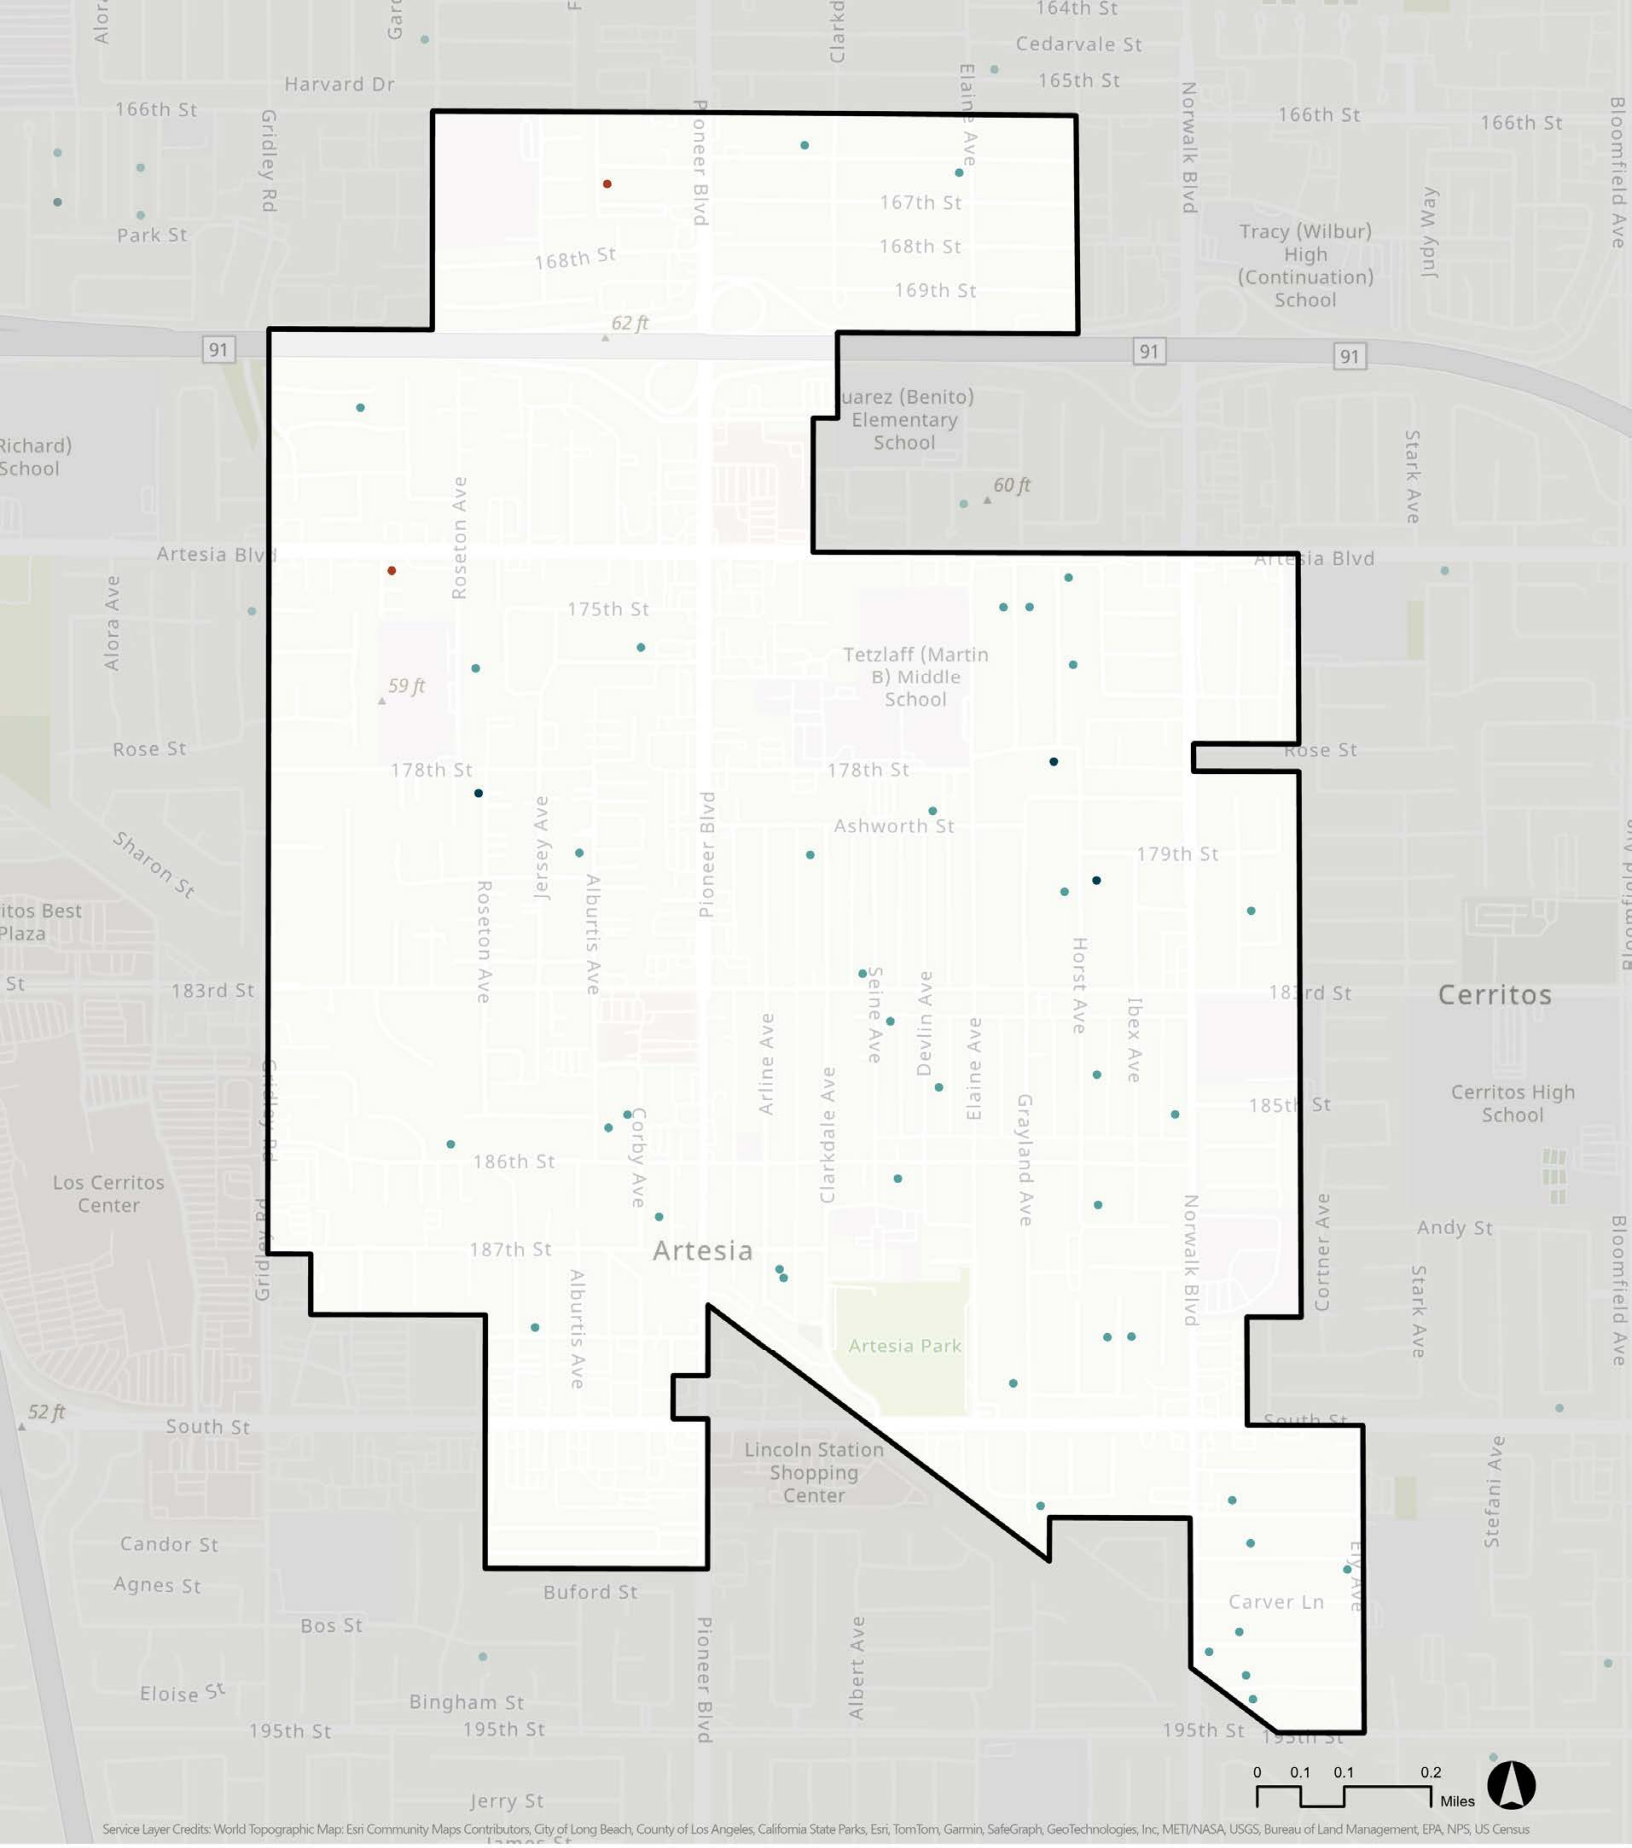 164th St
Cedarvale St
165th St
Harvard Dr
166th St
166th St
166th St
Gridley Rd
Pioneer Blvd
Elaine Ave
Norwalk Blvd
Bloomfield Ave
Judy Way
167th St
168th St
168th St
169th St
Park St
Tracy (Wilbur)
High
(Continuation)
School
62 ft
91
91
91
uarez (Benito)
Elementary
School
Richard)
School
60 ft
Stark Ave
Roseton Ave
Artesia Blvd
Artesia Blvd
Alora Ave
175th St
Tetzlaff (Martin
B) Middle
School
59 ft
Rose St
Rose St
178th St
178th St
Ashworth St
179th St
Sharon St
Jersey Ave
Pioneer Blvd
Alburtis Ave
Roseton Ave
itos Best
Plaza
St
183rd St
183rd St
Cerritos
Seine Ave
Devlin Ave
Horst Ave
Ibex Ave
Arline Ave
Elaine Ave
Clarkdale Ave
Grayland Ave
Corby Ave
Gridley Rd
185th St
Cerritos High
School
186th St
Los Cerritos
Center
Gridley Rd
Norwalk Blvd
Cortner Ave
Andy St
Bloomfield Ave
187th St
Artesia
Alburtis Ave
Stark Ave
Artesia Park
52 ft
South St
South St
Lincoln Station
Shopping
Center
Stefani Ave
Candor St
Agnes St
Ely Ave
Buford St
Carver Ln
Bos St
Pioneer Blvd
Albert Ave
Eloise St
Bingham St
195th St
195th St
195th St
195th St
Jerry St
James St
0 0.1 0.1 0.2
Miles
Service Layer Credits: World Topographic Map: Esri Community Maps Contributors, City of Long Beach, County of Los Angeles, California State Parks, Esri, TomTom, Garmin, SafeGraph, GeoTechnologies, Inc, METI/NASA, USGS, Bureau of Land Management, EPA, NPS, US Census